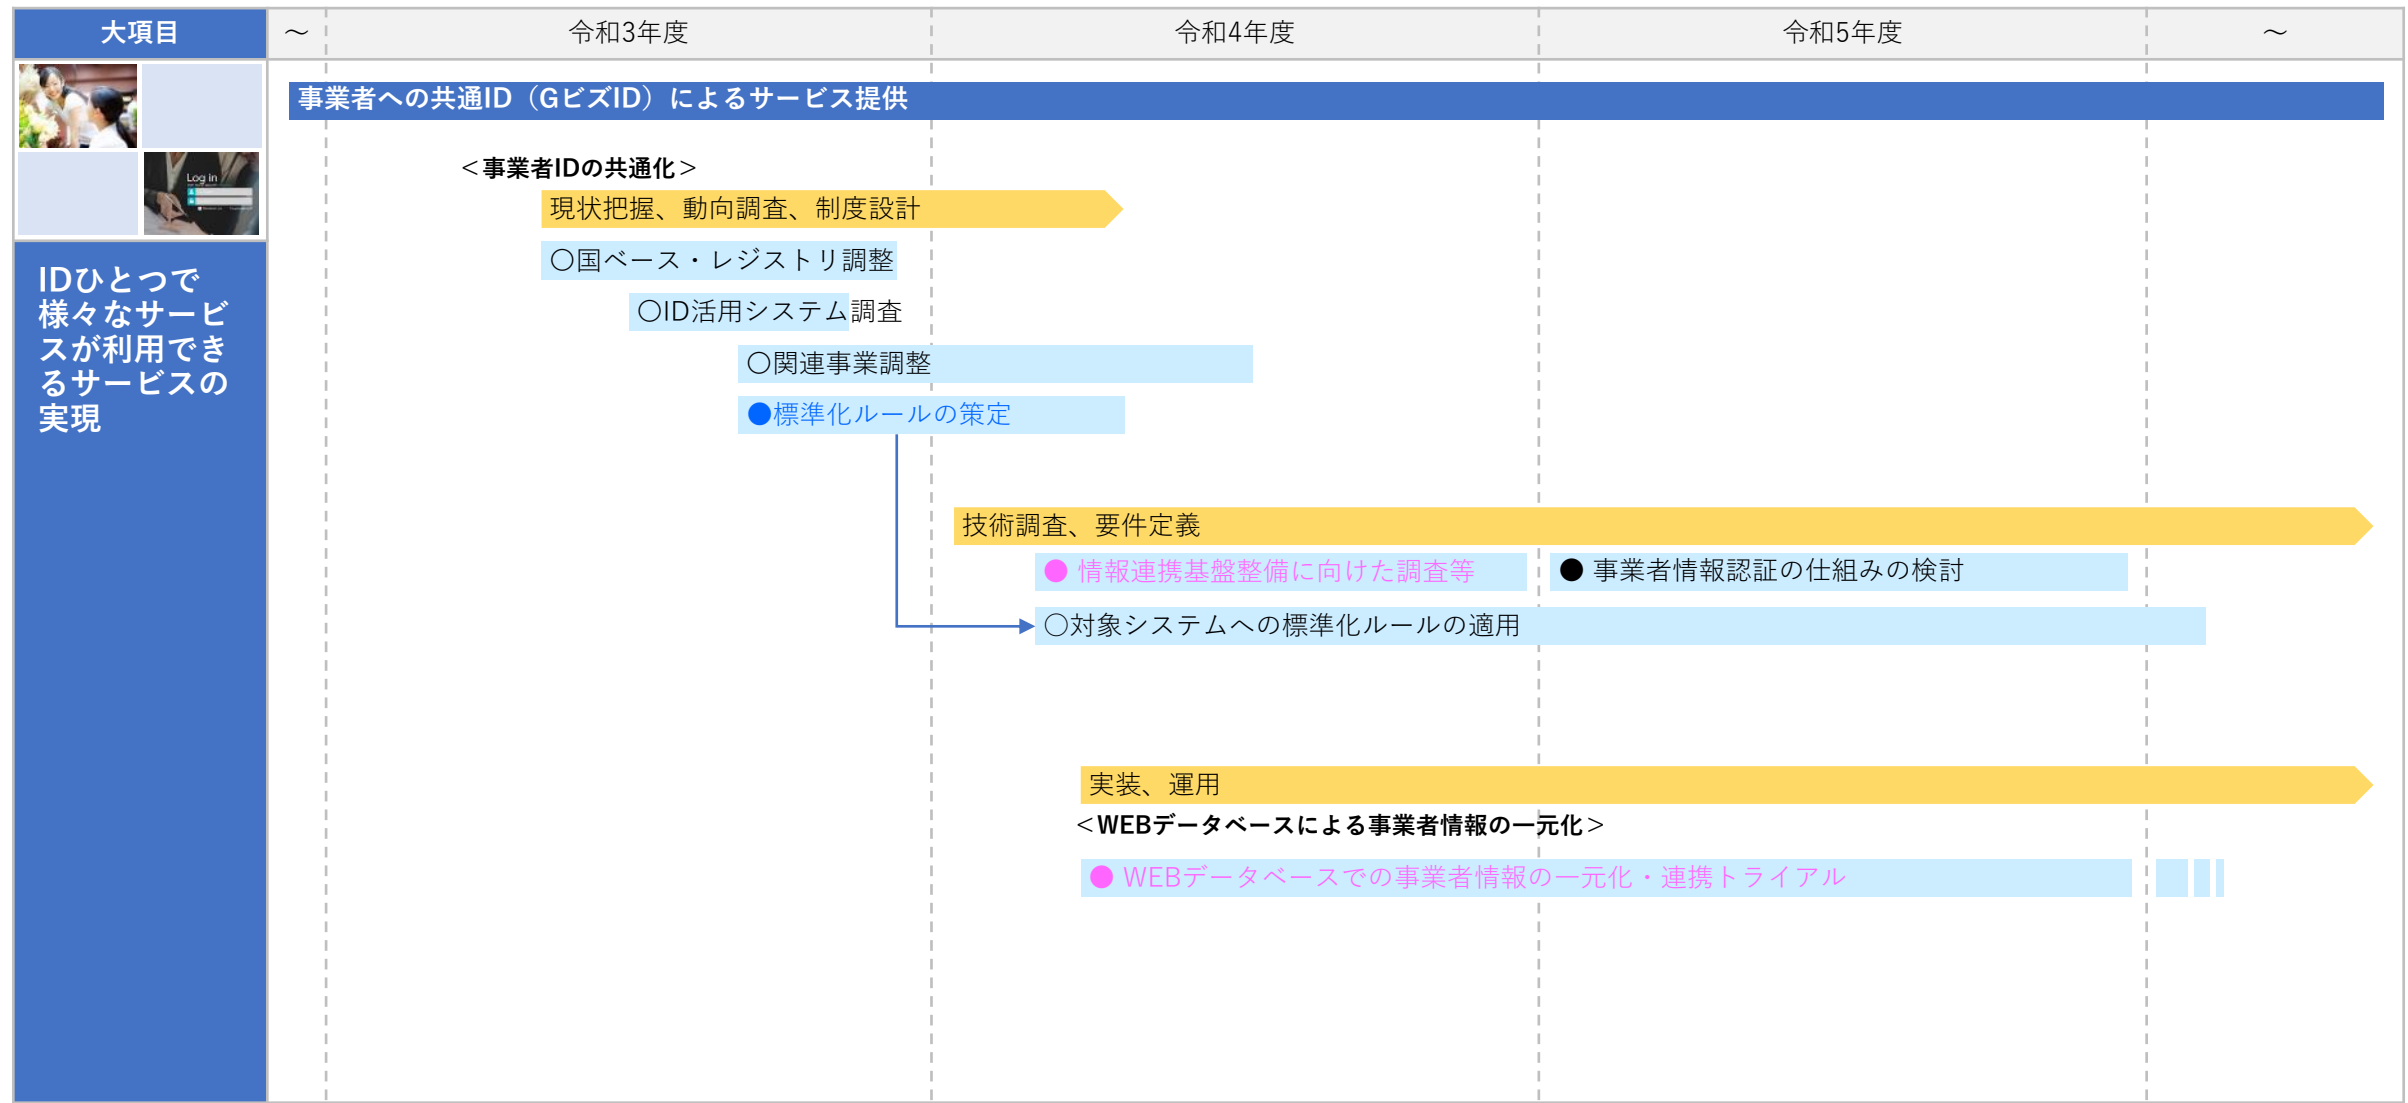 大項目
～
令和3年度
令和4年度
令和5年度
～
事業者への共通ID（GビズID）によるサービス提供
Log in
＜事業者IDの共通化＞
現状把握、動向調査、制度設計
〇国ベース・レジストリ調整
〇ID活用システム調査
〇関連事業調整
●標準化ルールの策定
IDひとつで
様々なサービ
スが利用でき
るサービスの
実現
技術調査、要件定義
● 情報連携基盤整備に向けた調査等
● 事業者情報認証の仕組みの検討
〇対象システムへの標準化ルールの適用
実装、運用
＜WEBデータベースによる事業者情報の一元化＞
● WEBデータベースでの事業者情報の一元化・連携トライアル